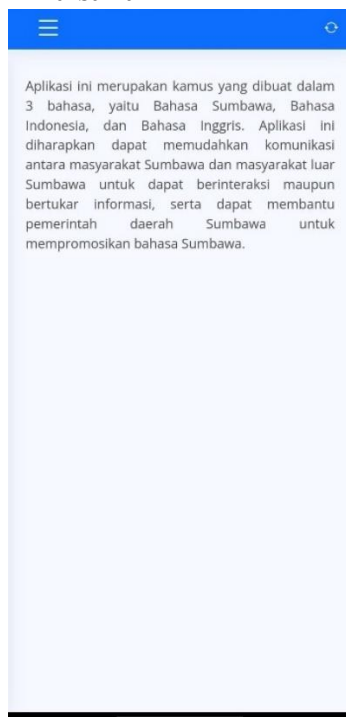 Aplikasi ini merupakan kamus yang dibuat dalam
3 bahasa, yaitu Bahasa Sumbawa, Bahasa
Indonesia, dan Bahasa Inggris. Aplikasi ini
diharapkan dapat memudahkan komunikasi
antara masyarakat Sumbawa dan masyarakat luar
Sumbawa untuk dapat berinteraksi maupun
bertukar informasi, serta dapat membantu
pemerintah daerah Sumbawa untuk
mempromosikan bahasa Sumbawa.